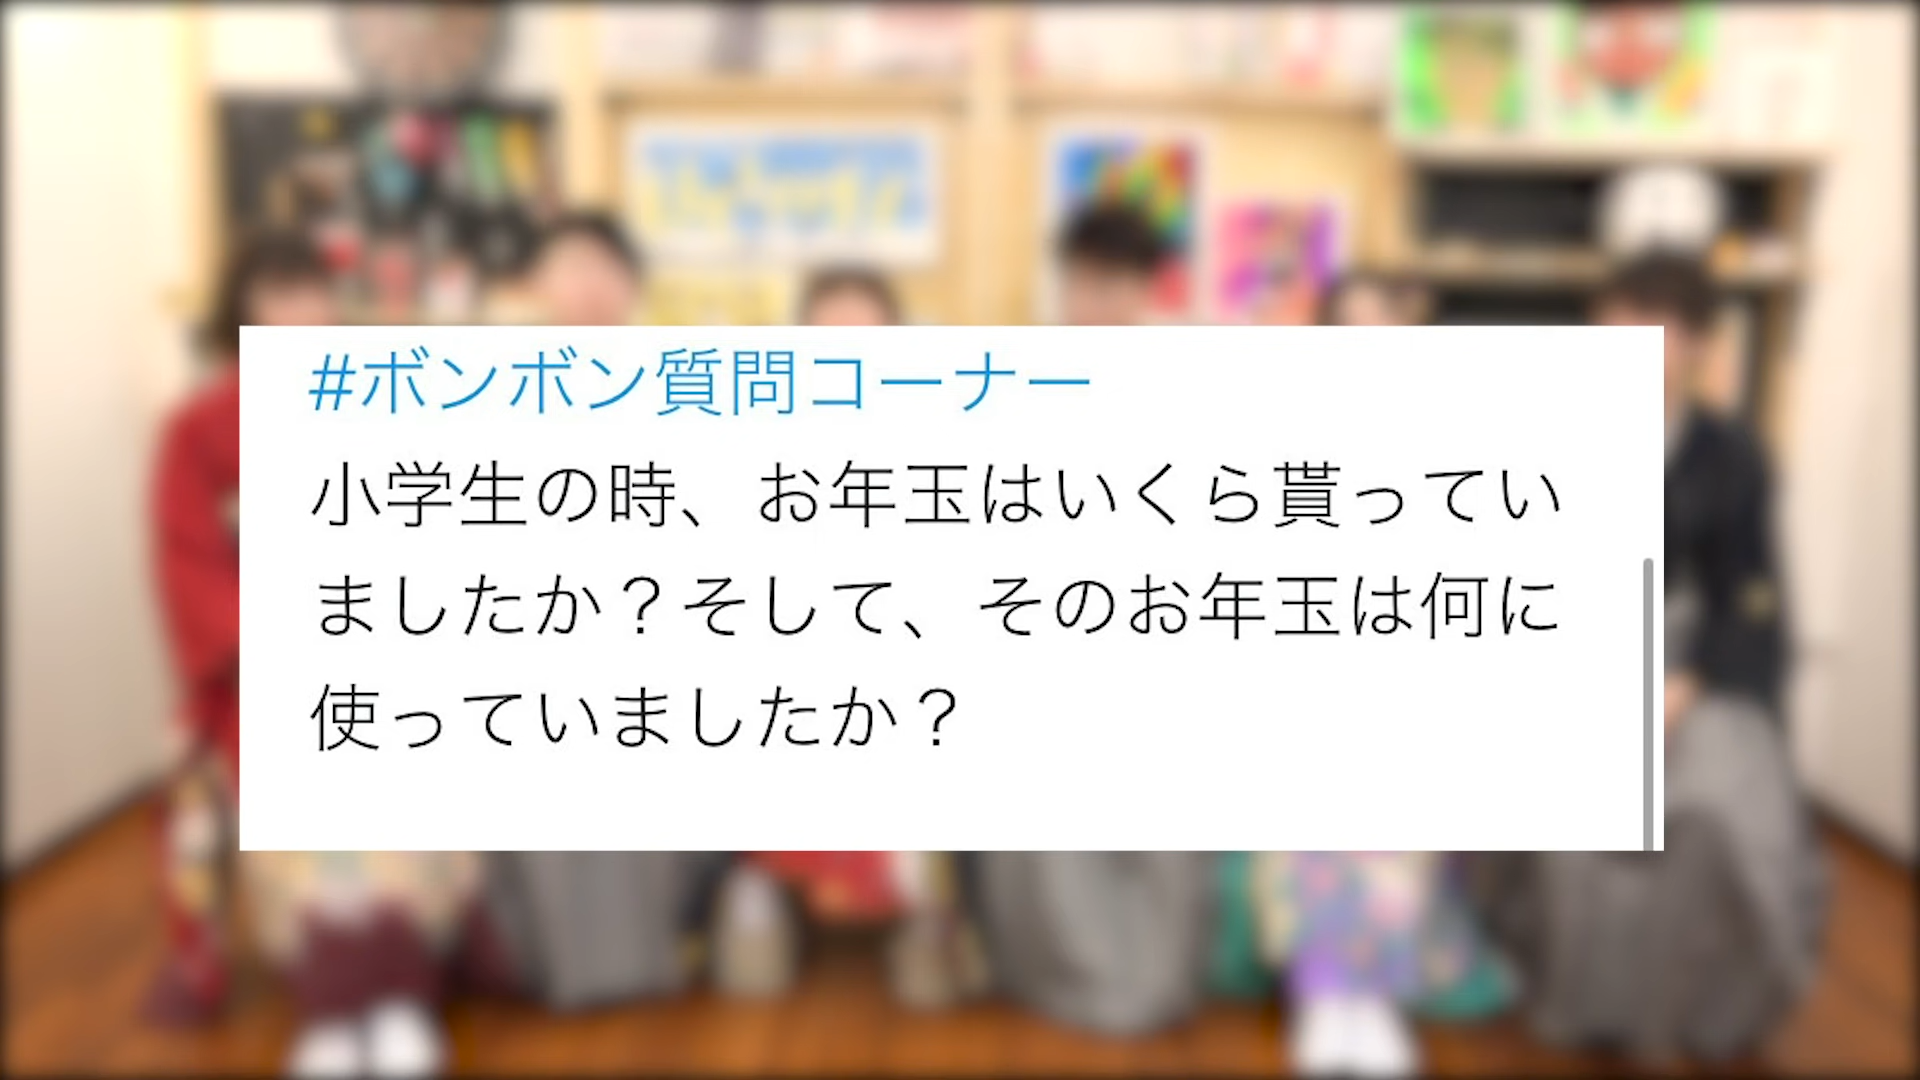 #ボンボン質問コーナー
小学生の時、お年玉はいくら貰ってい
ましたか？そして、そのお年玉は何に
使っていましたか？